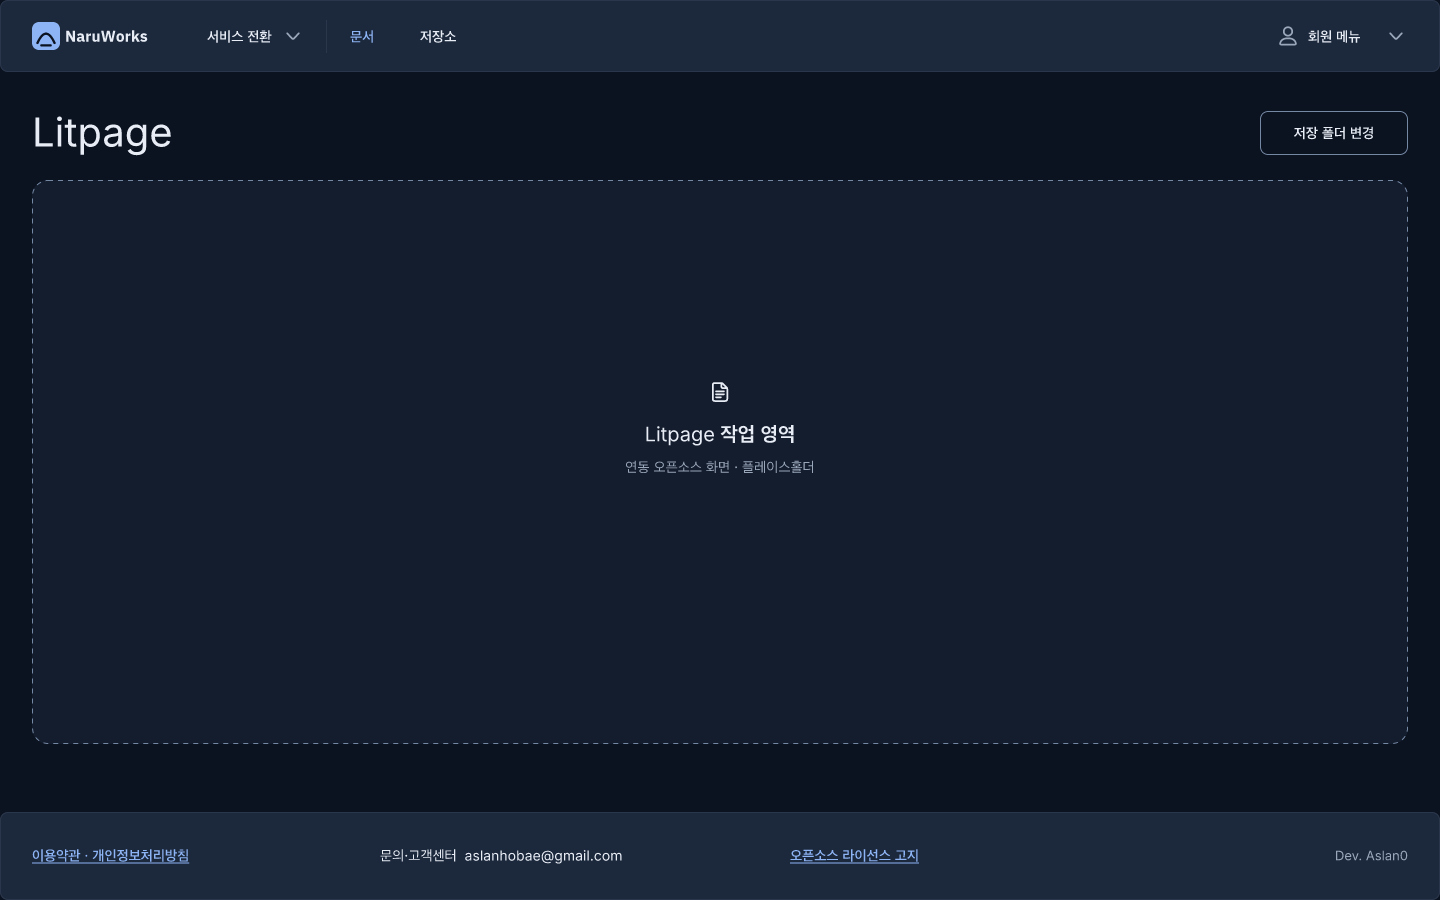 NaruWorks
서비스 전환
문서
저장소
회원 메뉴
Litpage
저장 폴더 변경
Litpage 작업 영역
연동 오픈소스 화면 · 플레이스홀더
이용약관 · 개인정보처리방침
문의·고객센터 aslanhobae@gmail.com
오픈소스 라이선스 고지
Dev. Aslan0